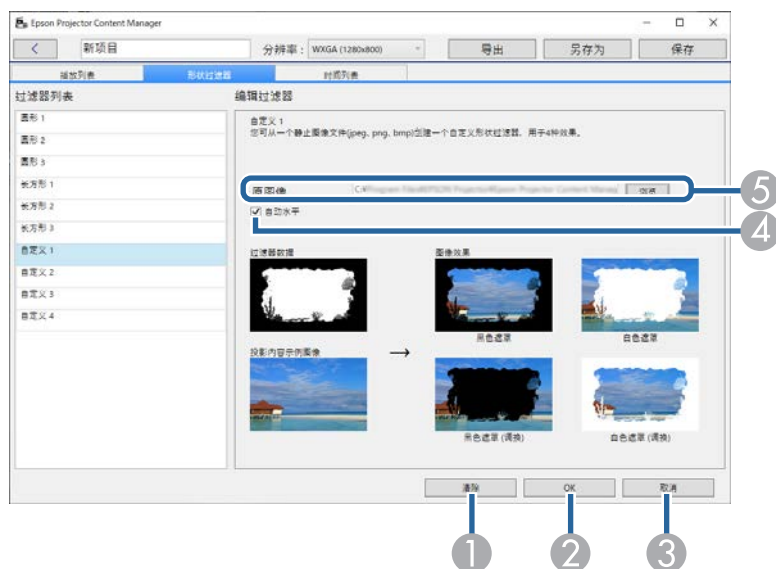 Epson Projector Content Manager
新项目
分辨率： WXGA (1280x800)
导出
另存为
保存
播放列表
形状过滤器
时间列表
过滤器列表
编辑过滤器
圆形 1
圆形 2
圆形 3
长方形 1
长方形 2
长方形 3
自定义 1
自定义 2
自定义 3
自定义 4
自定义 1
您可从一个静止图像文件(jpeg, png, bmp)创建一个自定义形状过滤器，用于4种效果。
原图像
浏览
自动水平
过滤器数据
图像效果
黑色遮罩
白色遮罩
投影内容示例图像
→
黑色遮罩 (调换)
白色遮罩 (调换)
清除
OK
取消
5
4
1
2
3